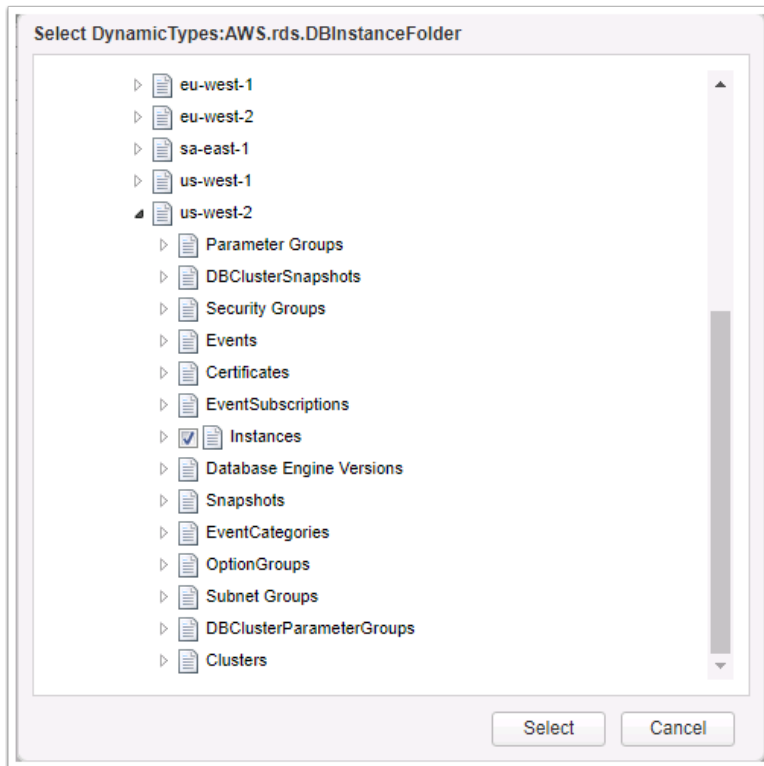 Select DynamicTypes:AWS.rds.DBInstanceFolder
eu-west-1
eu-west-2
sa-east-1
us-west-1
us-west-2
Parameter Groups
DBClusterSnapshots
Security Groups
Events
Certificates
EventSubscriptions
Instances
Database Engine Versions
Snapshots
EventCategories
OptionGroups
Subnet Groups
DBClusterParameterGroups
Clusters
Select Cancel